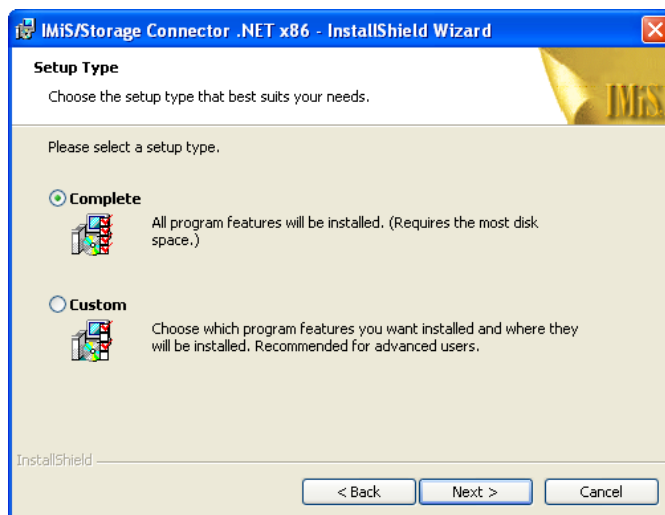 IMiS/Storage Connector .NET x86 - InstallShield Wizard
Setup Type
Choose the setup type that best suits your needs.
IMiS
Please select a setup type.
Complete
All program features will be installed. (Requires the most disk
space.)
Custom
Choose which program features you want installed and where they
will be installed. Recommended for advanced users.
InstallShield
< Back
Next >
Cancel